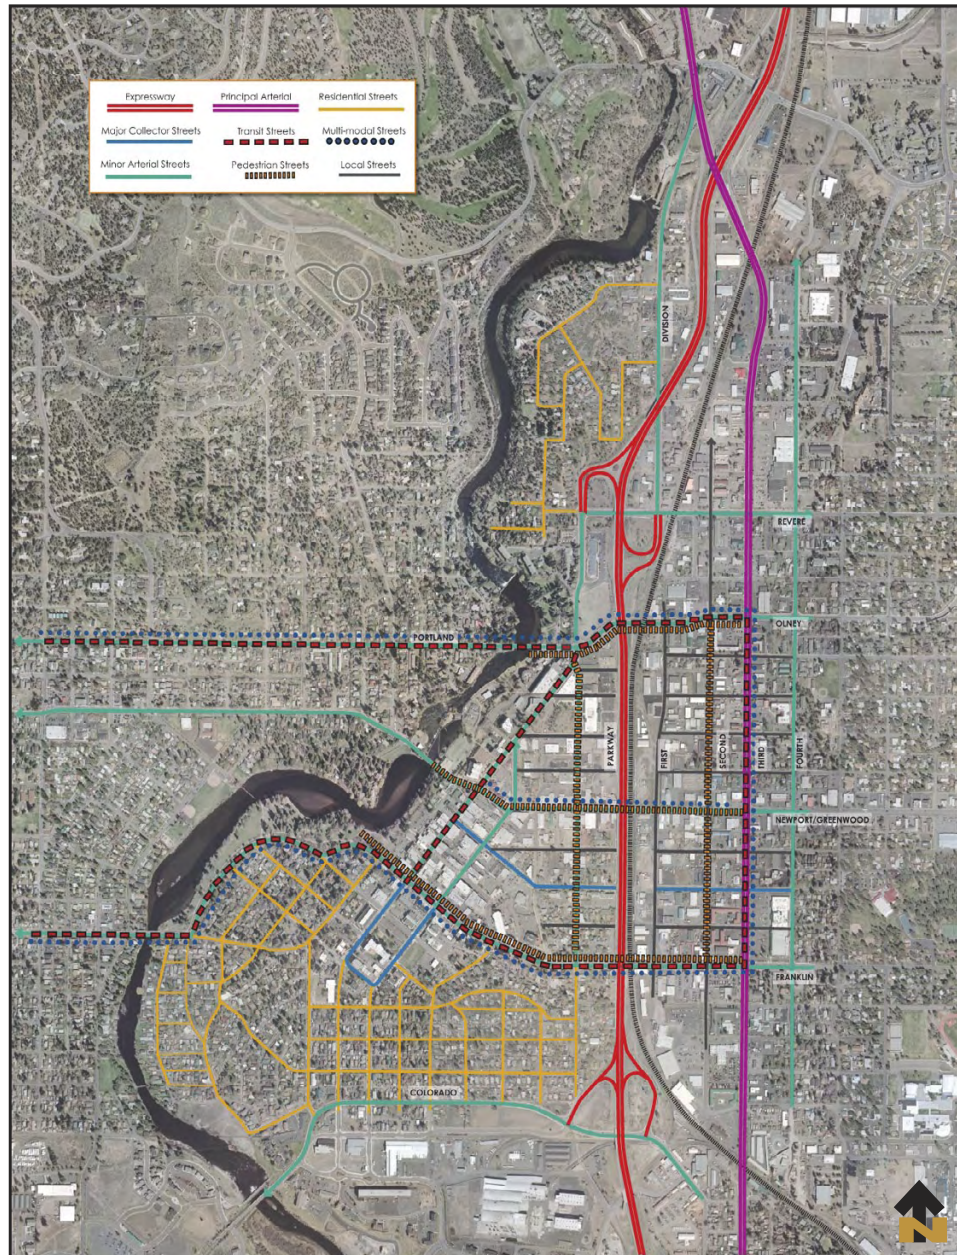 Expressway
Principal Arterial
Residential Streets
Major Collector Streets
Transit Streets
Multi-modal Streets
Minor Arterial Streets
Pedestrian Streets
Local Streets
DIVISION
REVERE
OLNEY
PORTLAND
PARKWAY
FIRST
SECOND
THIRD
FOURTH
NEWPORT/GREENWOOD
FRANKLIN
COLORADO
N